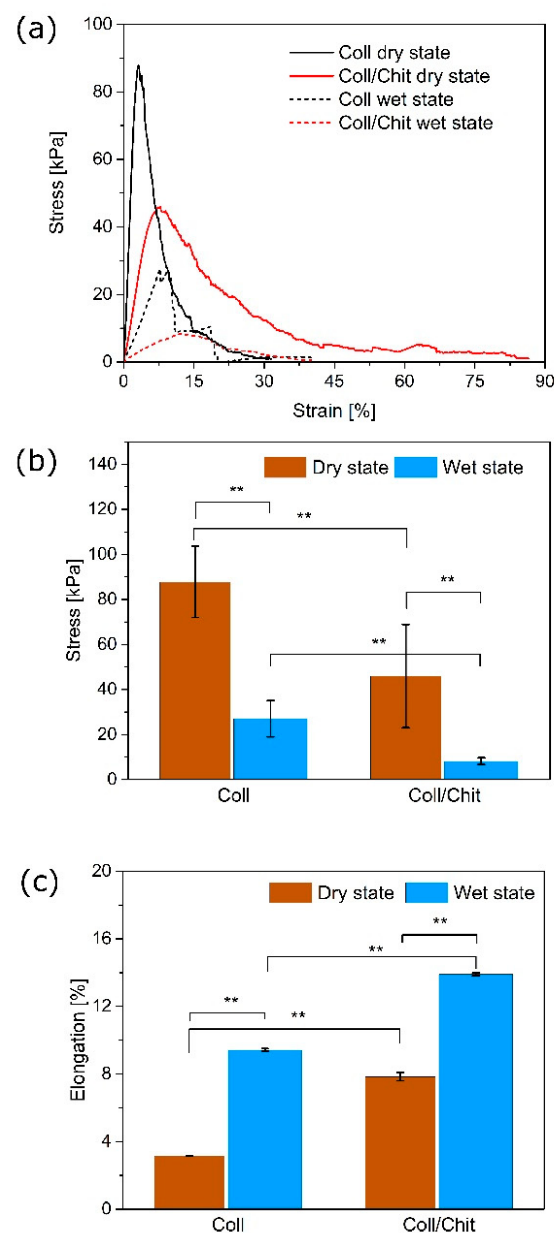 (a)
Stress [kPa]
100
80
60
40
20
0
Coll dry state
Coll/Chit dry state
Coll wet state
Coll/Chit wet state
0 15 30 45 60 75 90
Strain [%]
(b)
Stress [kPa]
140
120
100
80
60
40
20
0
Dry state Wet state
**
**
**
**
Coll Coll/Chit
(c)
Elongation [%]
20
16
12
8
4
0
Dry state Wet state
**
**
**
**
Coll Coll/Chit